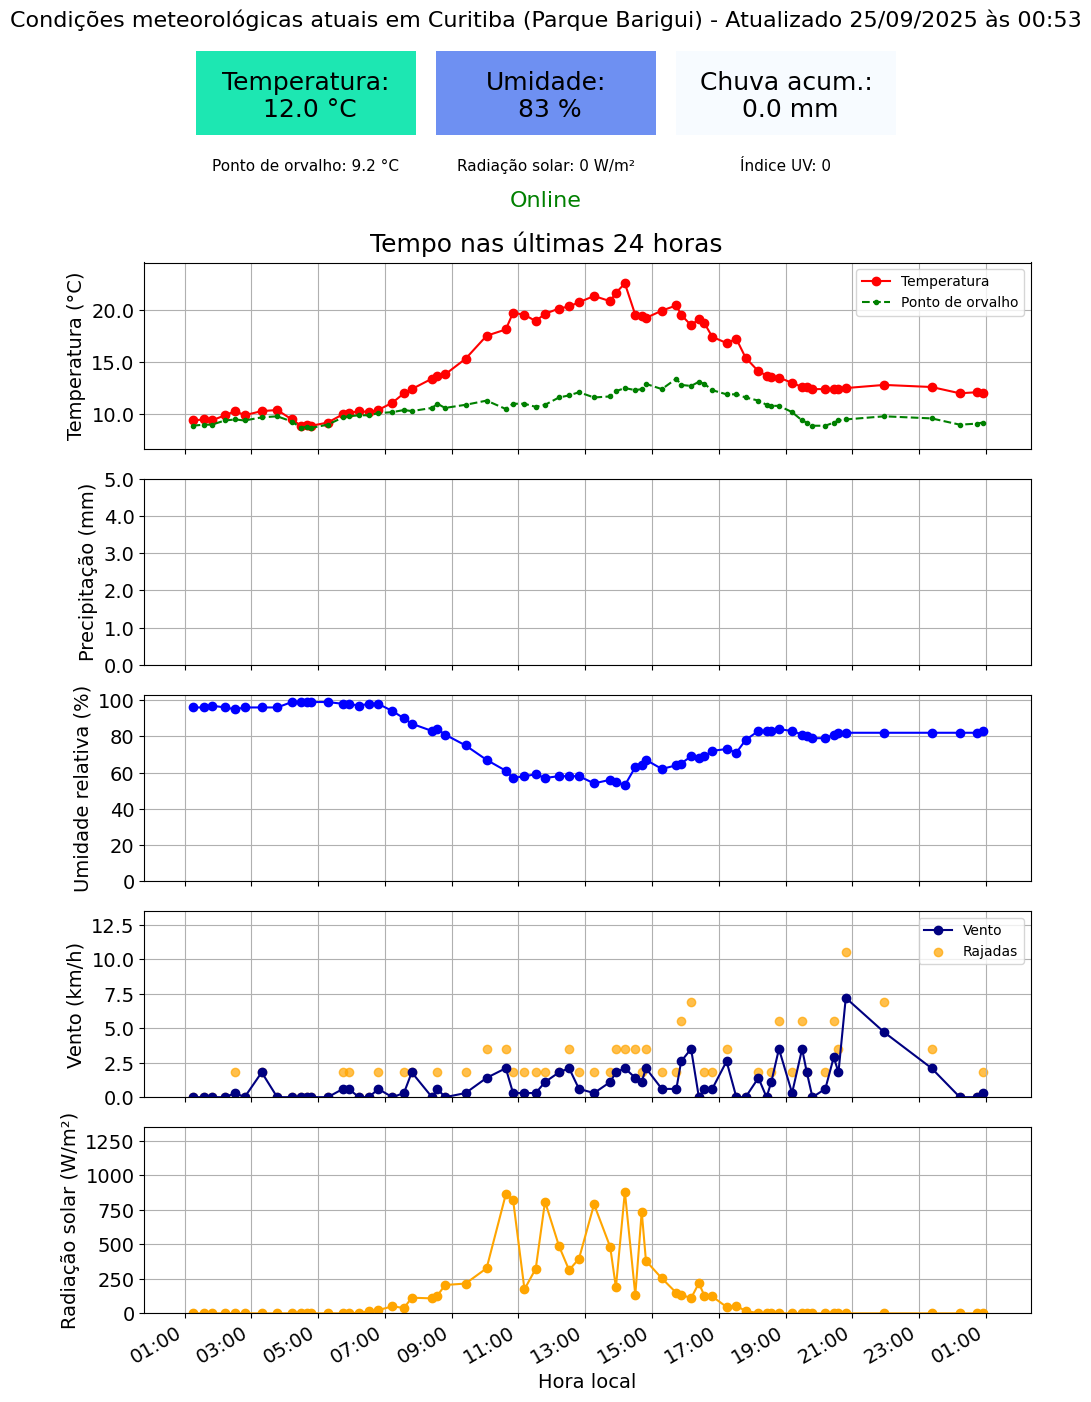 Condições meteorológicas atuais em Curitiba (Parque Barigui) - Atualizado 25/09/2025 às 00:53
Temperatura:
12.0 °C
Umidade:
83 %
Chuva acum.:
0.0 mm
Ponto de orvalho: 9.2 °C
Radiação solar: 0 W/m²
Índice UV: 0
Online
Tempo nas últimas 24 horas
Temperatura (°C)
20.0
15.0
10.0
Temperatura
Ponto de orvalho
Precipitação (mm)
5.0
4.0
3.0
2.0
1.0
0.0
Umidade relativa (%)
100
80
60
40
20
0
Vento (km/h)
12.5
10.0
7.5
5.0
2.5
0.0
Vento
Rajadas
Radiação solar (W/m²)
1250
1000
750
500
250
0
01:00
03:00
05:00
07:00
09:00
11:00
13:00
15:00
17:00
19:00
21:00
23:00
01:00
Hora local